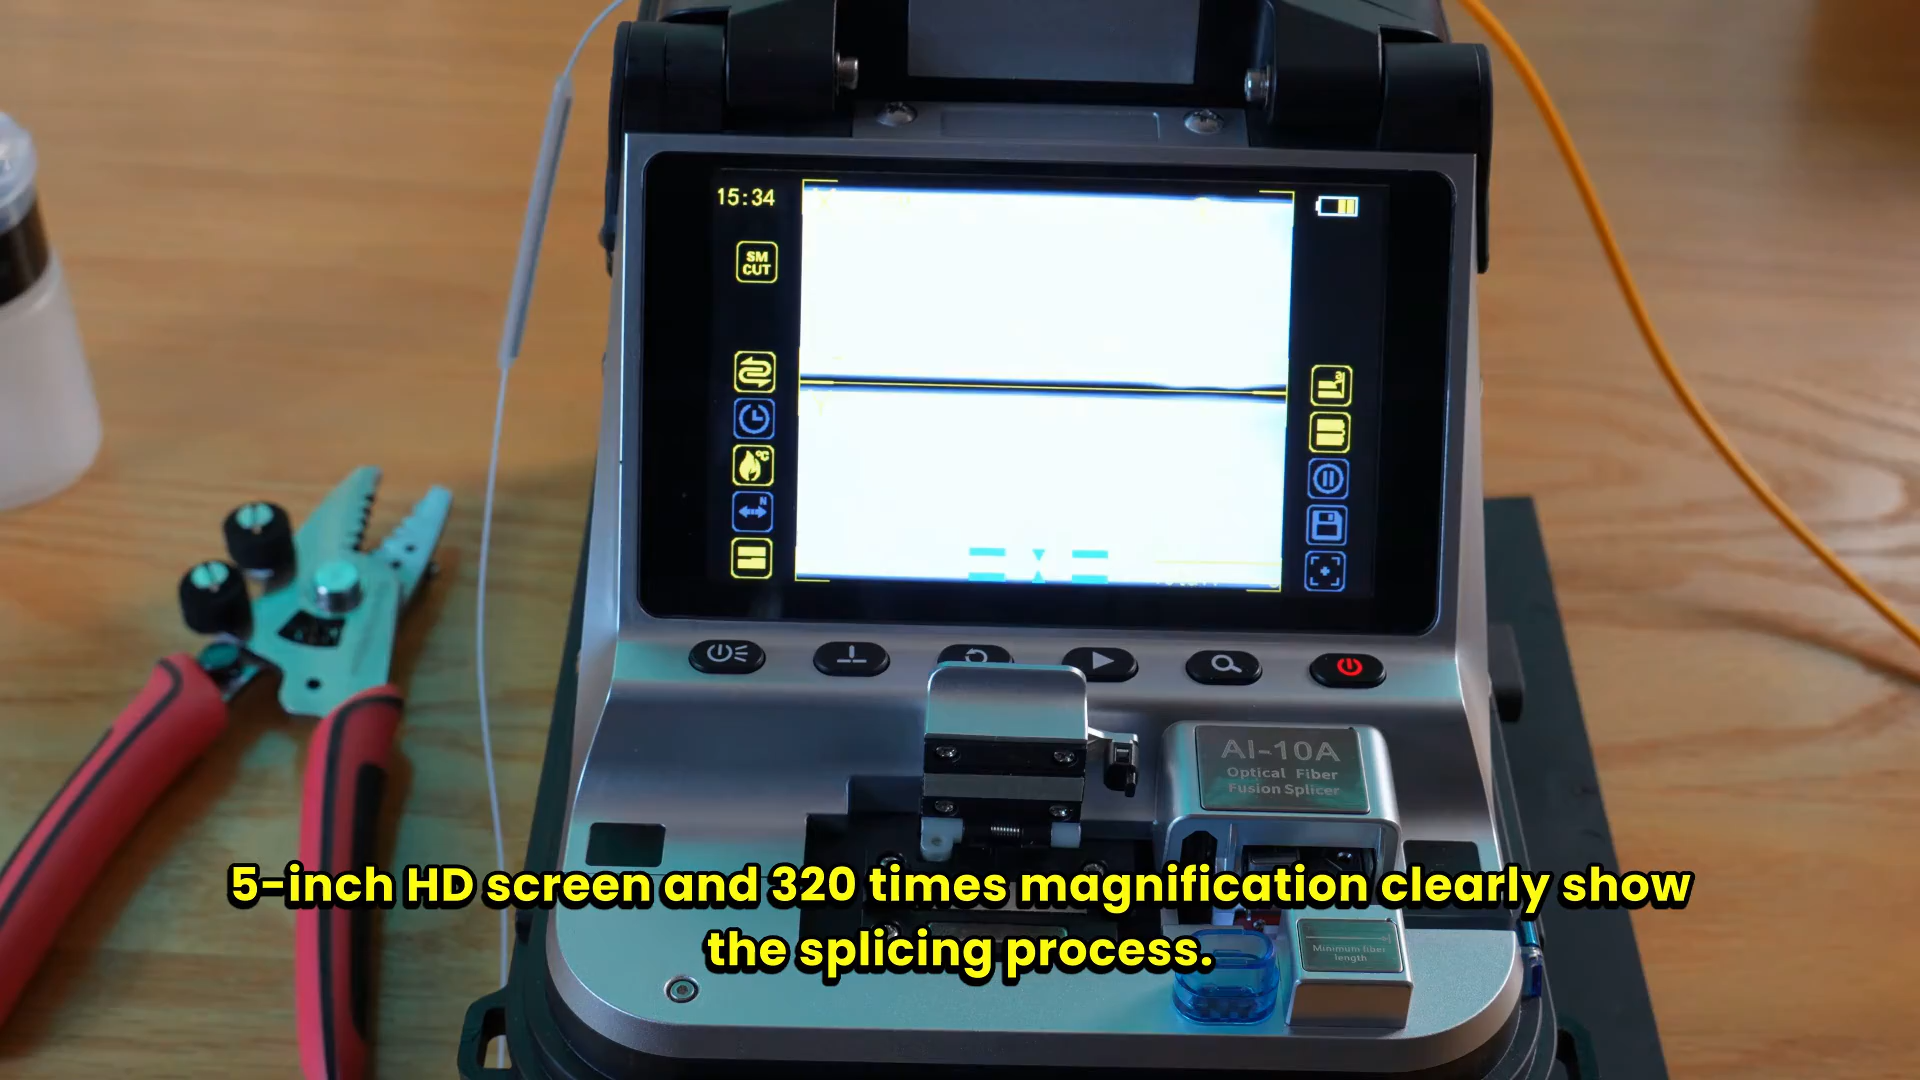 15:34
SM
CUT
°C
N
AI-10A
Optical Fiber
Fusion Splicer
Minimum fiber
length
5-inch HD screen and 320 times magnification clearly show
the splicing process.